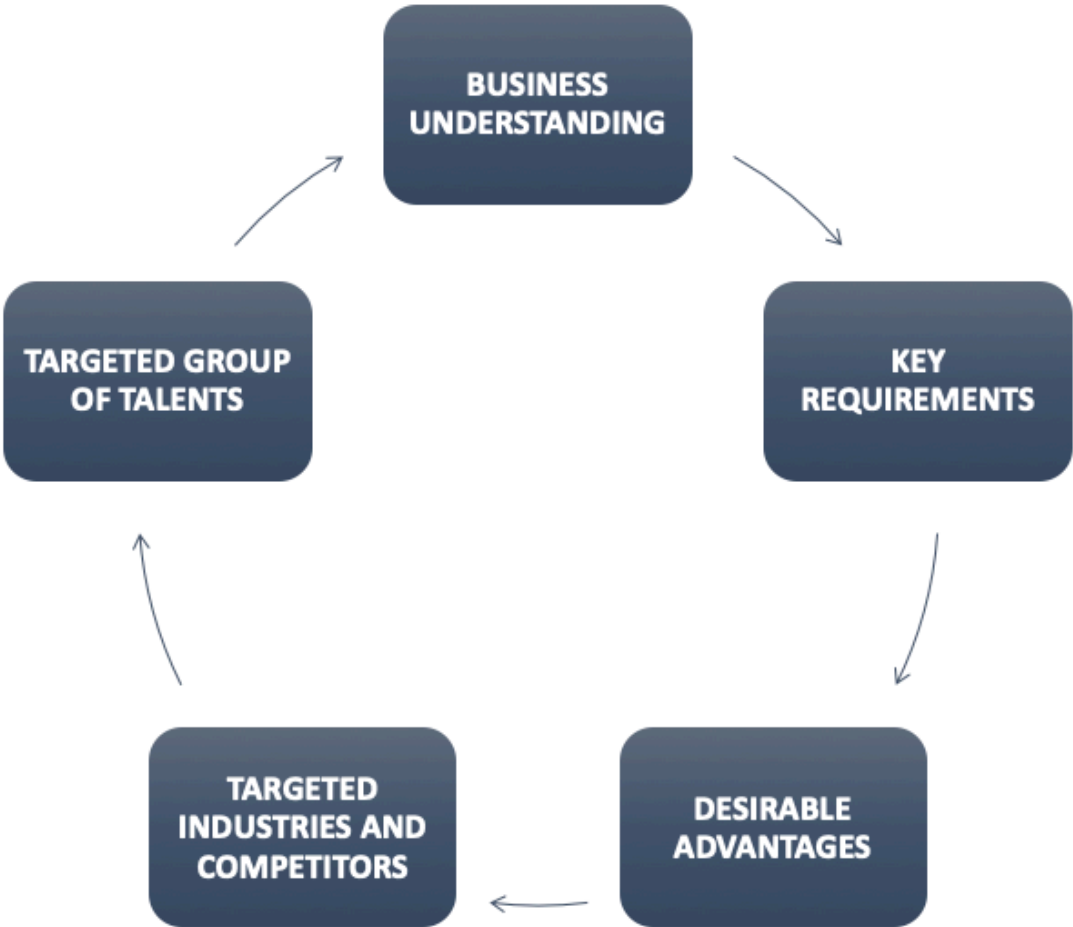 BUSINESS
UNDERSTANDING
KEY
REQUIREMENTS
DESIRABLE
ADVANTAGES
TARGETED
INDUSTRIES AND
COMPETITORS
TARGETED GROUP
OF TALENTS